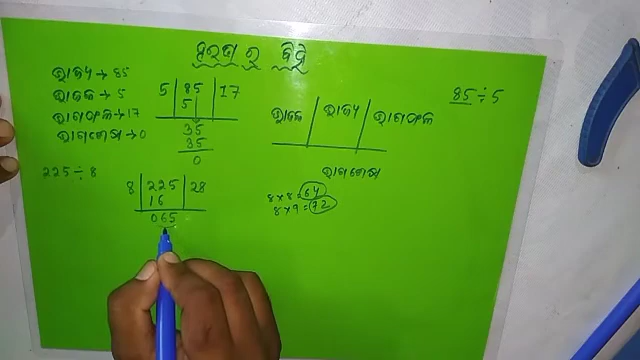 ହରଣ ର ଚିହ୍ନ
ଭାଜ୍ୟ → 85
ଭାଜକ → 5
ଭାଗଫଳ → 17
ଭାଗଶେଷ → 0
5 | 85 | 17
5
35
35
0
ଭାଜକ | ଭାଜ୍ୟ | ଭାଗଫଳ
ଭାଗଶେଷ
85 ÷ 5
225 ÷ 8
8 | 225 | 28
16
065
8 × 8 = 64
8 × 9 = 72